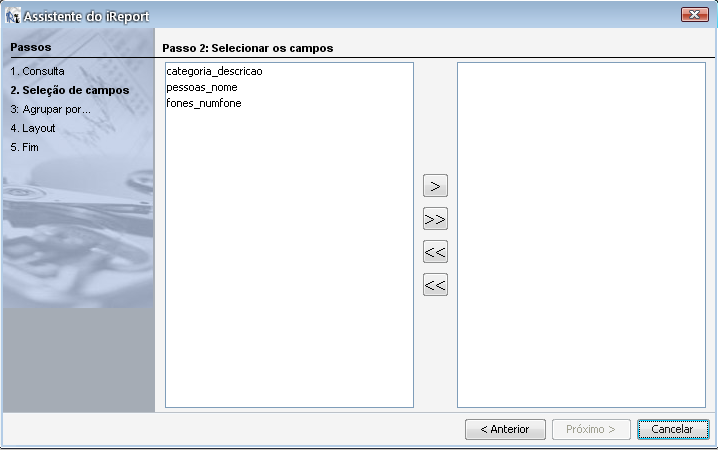 Assistente do iReport
Passos
1. Consulta
2. Seleção de campos
3: Agrupar por...
4. Layout
5. Fim
Passo 2: Selecionar os campos
categoria_descricao
pessoas_nome
fones_numfone
>
>>
<<
<<
< Anterior
Próximo >
Cancelar